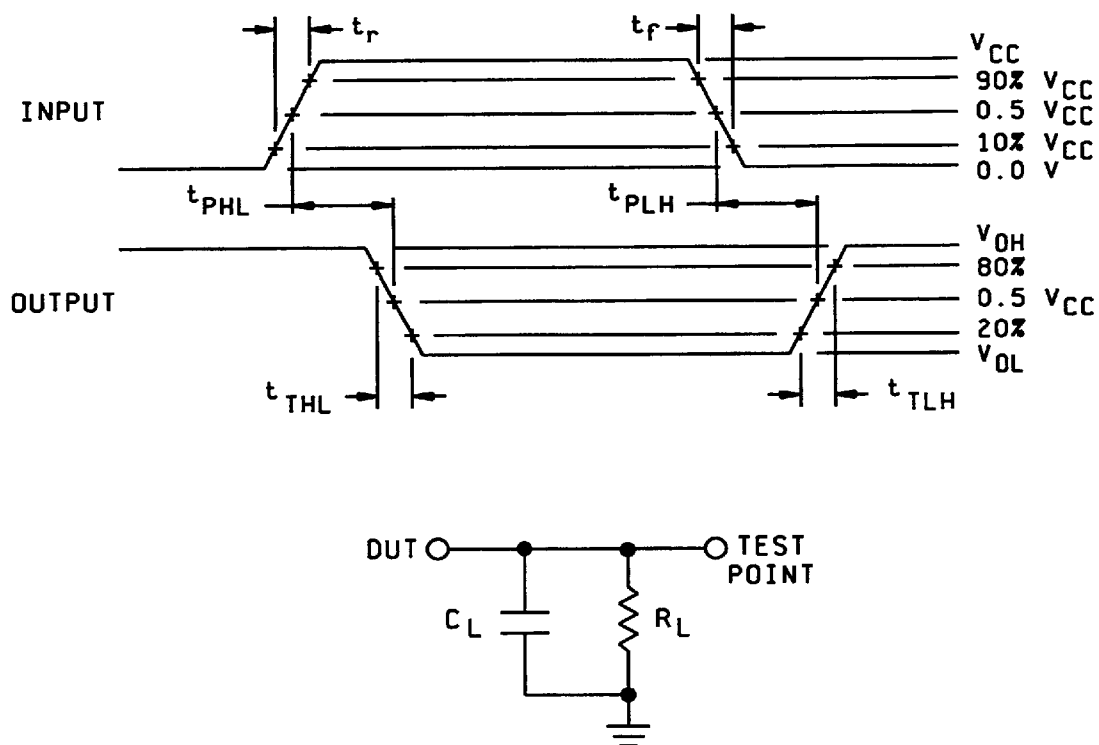 t_r
t_f
V_CC
90% V_CC
INPUT
0.5 V_CC
10% V_CC
0.0 V
t_PHL
t_PLH
V_OH
80%
OUTPUT
0.5 V_CC
20%
V_OL
t_THL
t_TLH
DUT
TEST
POINT
C_L
R_L